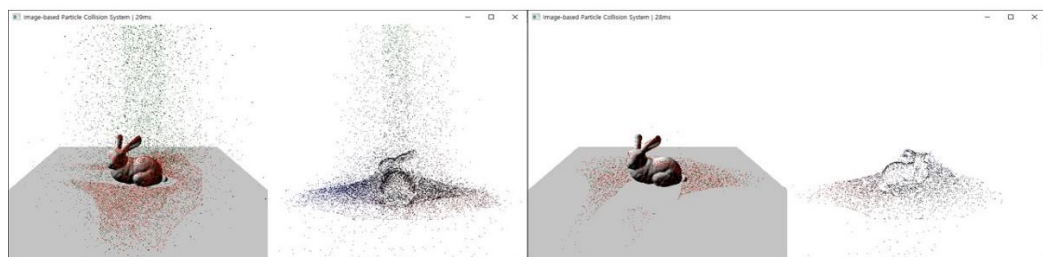 Image-based Particle Collision System | 29ms
Image-based Particle Collision System | 28ms